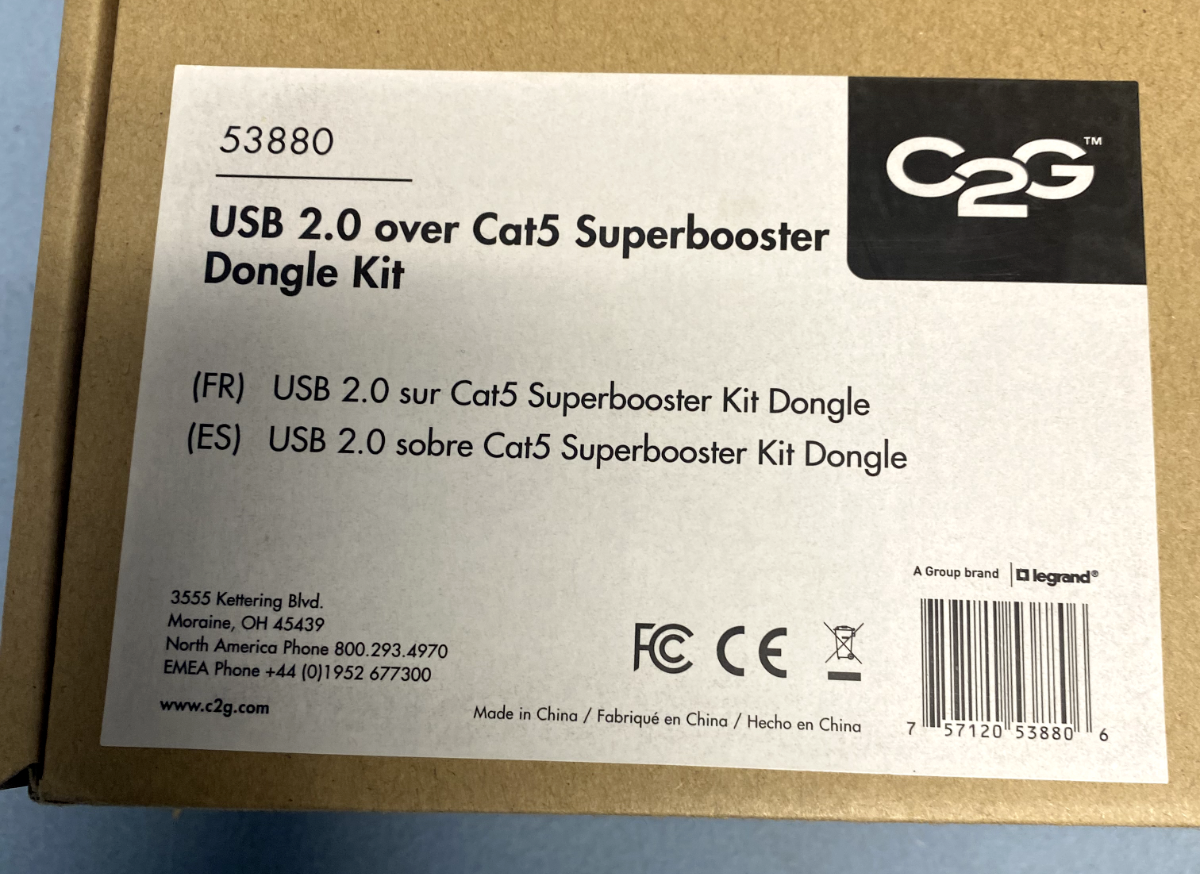 53880
C2G™
USB 2.0 over Cat5 Superbooster
Dongle Kit
(FR) USB 2.0 sur Cat5 Superbooster Kit Dongle
(ES) USB 2.0 sobre Cat5 Superbooster Kit Dongle
3555 Kettering Blvd.
Moraine, OH 45439
North America Phone 800.293.4970
EMEA Phone +44 (0)1952 677300
www.c2g.com
FC CE
Made in China / Fabriqué en China / Hecho en China
A Group brand | legrand®
7 57120 53880 6